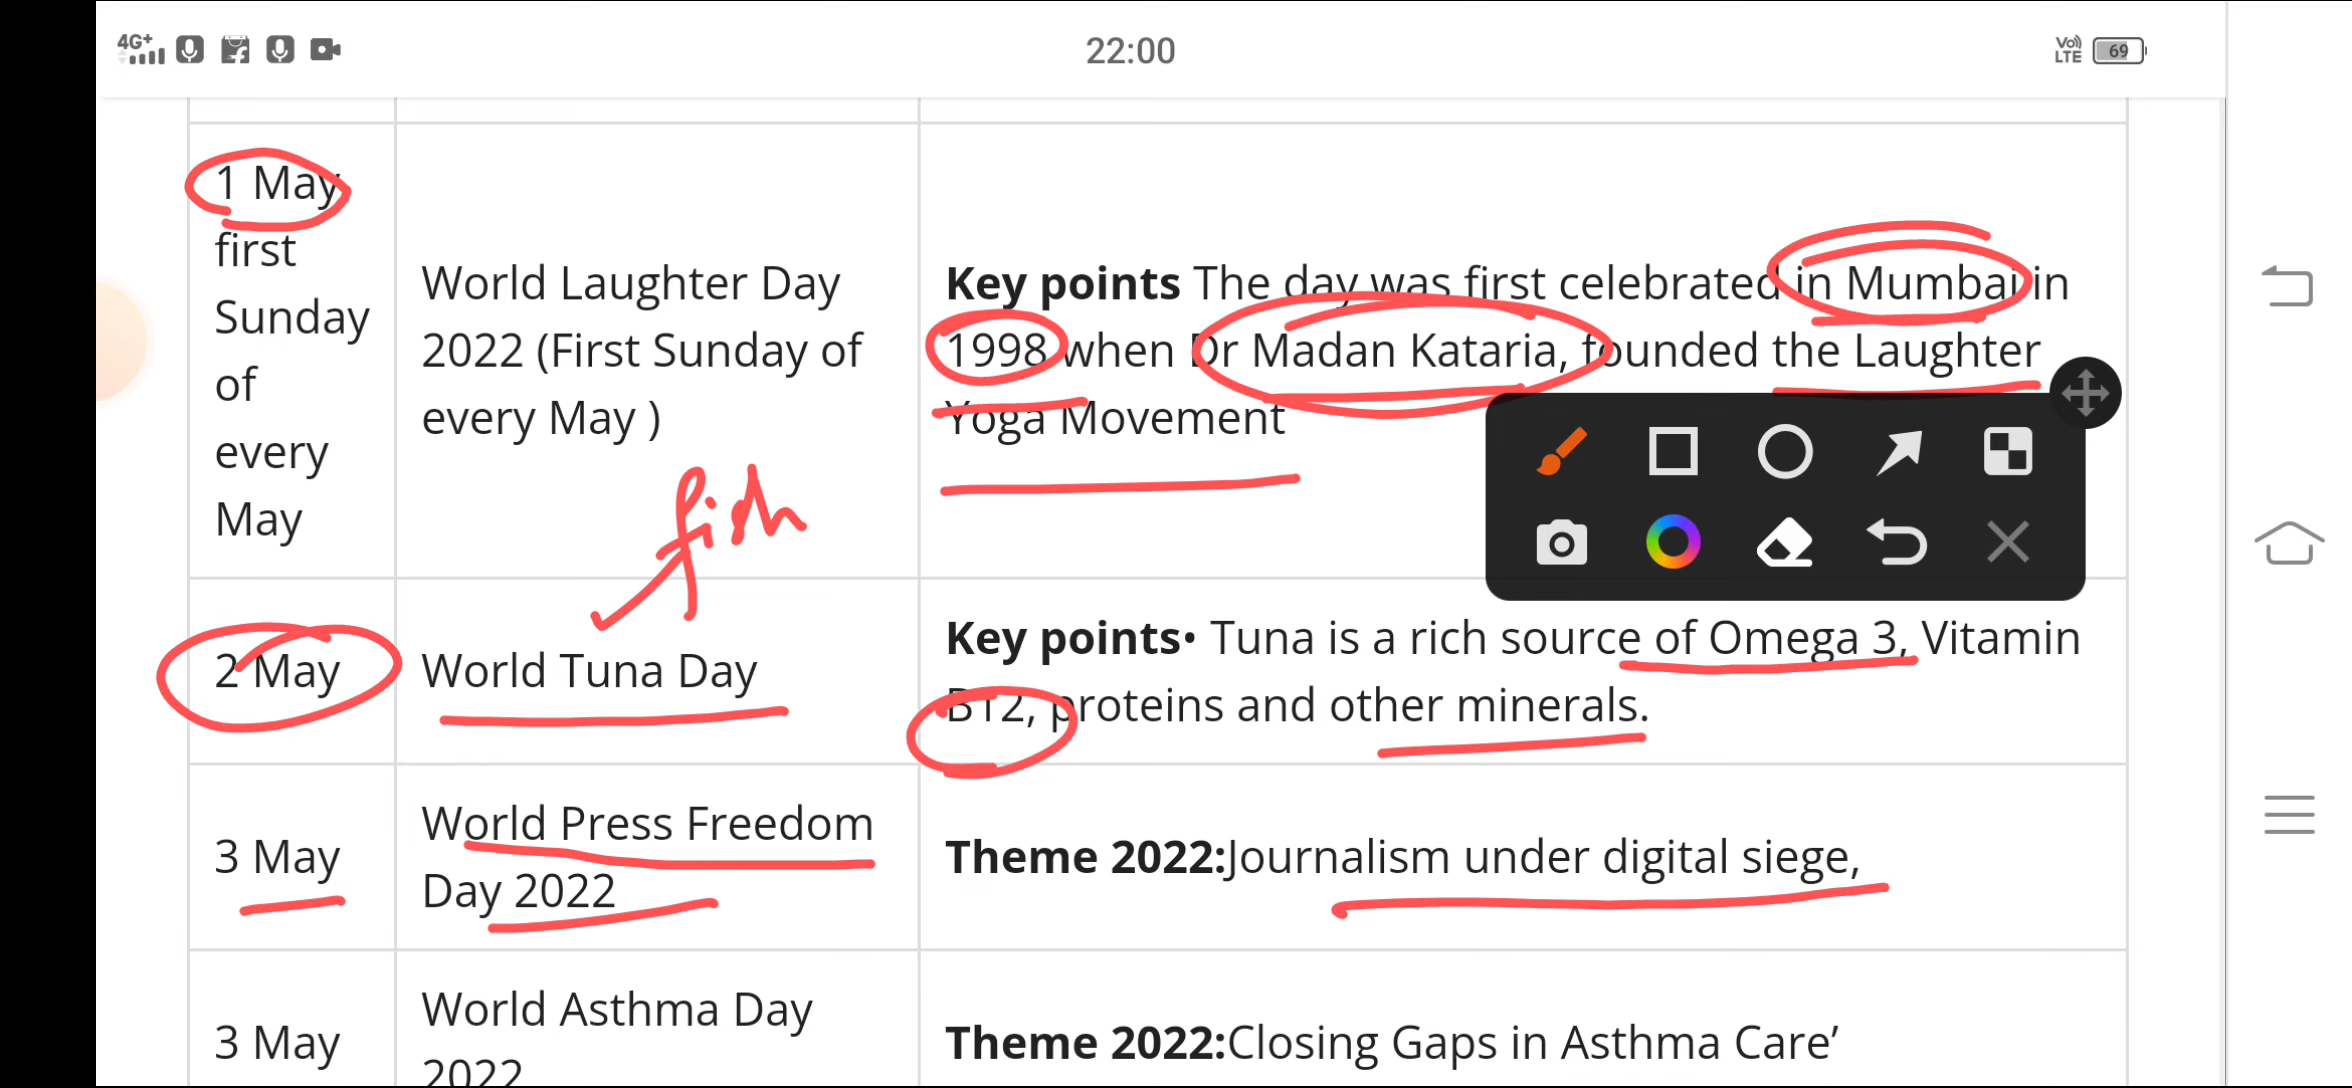 4G+
22:00
Vo)) LTE
69
1 May
first
Sunday
of
every
May
World Laughter Day
2022 (First Sunday of
every May )
Key points The day was first celebrated in Mumbai in
1998 when Dr Madan Kataria, founded the Laughter
Yoga Movement
fish
2 May
World Tuna Day
Key points• Tuna is a rich source of Omega 3, Vitamin
B12, proteins and other minerals.
3 May
World Press Freedom
Day 2022
Theme 2022:Journalism under digital siege,
3 May
World Asthma Day
2022
Theme 2022:Closing Gaps in Asthma Care’